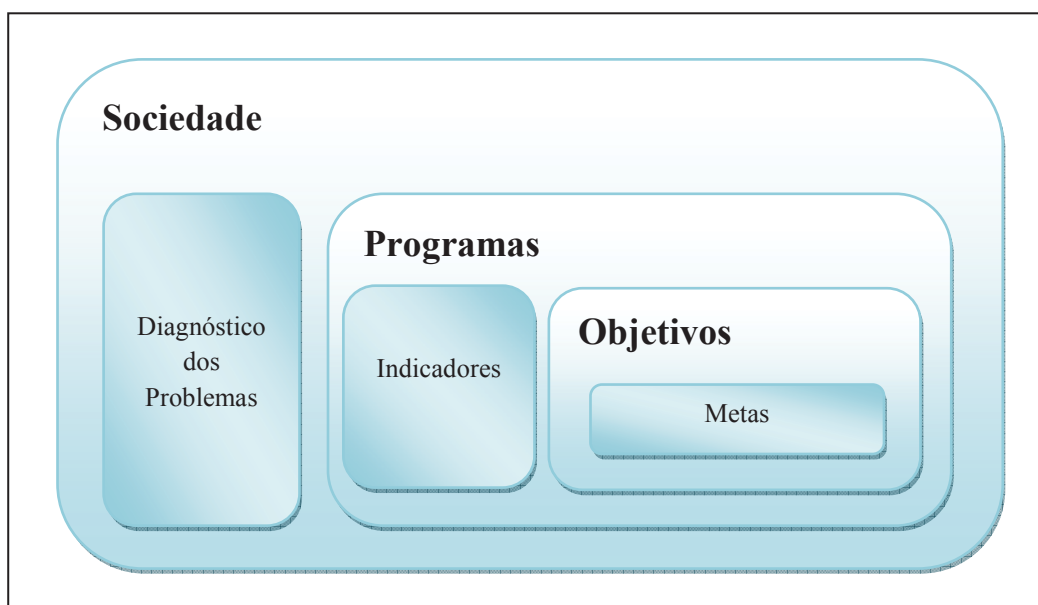 Sociedade
Diagnóstico
dos
Problemas
Programas
Indicadores
Objetivos
Metas